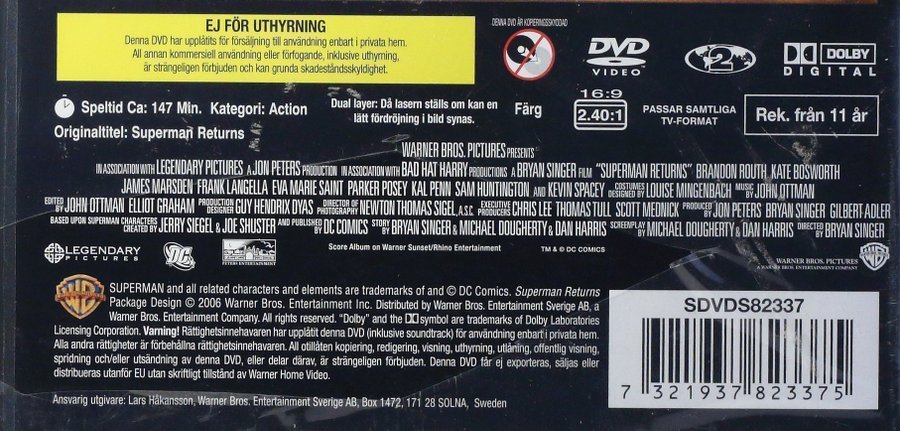 EJ FÖR UTHYRNING
Denna DVD har upplåtits för försäljning till användning enbart i privata hem.
All annan kommersiell användning eller förfogande, inklusive uthyrning,
är strängeligen förbjuden och kan grunda skadeståndsskyldighet.
DENNA DVD ÄR KOPIERINGSSKYDDAD
DVD
VIDEO
2
DOLBY
DIGITAL
Speltid Ca: 147 Min. Kategori: Action
Originaltitel: Superman Returns
Dual layer: Då lasern ställs om kan en
lätt fördröjning i bild synas.
Färg
16:9
2.40:1
PASSAR SAMTLIGA
TV-FORMAT
Rek. från 11 år
WARNER BROS. PICTURES PRESENTS
IN ASSOCIATION WITH LEGENDARY PICTURES A JON PETERS PRODUCTION IN ASSOCIATION WITH BAD HAT HARRY PRODUCTIONS A BRYAN SINGER FILM "SUPERMAN RETURNS" BRANDON ROUTH KATE BOSWORTH
JAMES MARSDEN FRANK LANGELLA EVA MARIE SAINT PARKER POSEY KAL PENN SAM HUNTINGTON AND KEVIN SPACEY COSTUMES DESIGNED BY LOUISE MINGENBACH MUSIC BY JOHN OTTMAN
EDITED BY JOHN OTTMAN ELLIOT GRAHAM PRODUCTION DESIGNER GUY HENDRIX DYAS DIRECTOR OF PHOTOGRAPHY NEWTON THOMAS SIGEL, A.S.C. EXECUTIVE PRODUCERS CHRIS LEE THOMAS TULL SCOTT MEDNICK PRODUCED BY JON PETERS BRYAN SINGER GILBERT ADLER
BASED UPON SUPERMAN CHARACTERS CREATED BY JERRY SIEGEL & JOE SHUSTER AND PUBLISHED BY DC COMICS STORY BY BRYAN SINGER & MICHAEL DOUGHERTY & DAN HARRIS SCREENPLAY BY MICHAEL DOUGHERTY & DAN HARRIS DIRECTED BY BRYAN SINGER
LEGENDARY
PICTURES
DC
PETERS ENTERTAINMENT
Score Album on Warner Sunset/Rhino Entertainment
TM & © DC COMICS
WARNER BROS. PICTURES
A WARNER BROS. ENTERTAINMENT COMPANY
SUPERMAN and all related characters and elements are trademarks of and © DC Comics. Superman Returns
Package Design © 2006 Warner Bros. Entertainment Inc. Distributed by Warner Bros. Entertainment Sverige AB, a
Warner Bros. Entertainment Company. All rights reserved. "Dolby" and the symbol are trademarks of Dolby Laboratories
Licensing Corporation. Varning! Rättighetsinnehavaren har upplåtit denna DVD (inklusive soundtrack) för användning enbart i privata hem.
Alla andra rättigheter är förbehållna rättighetsinnehavaren. All otillåten kopiering, redigering, visning, uthyrning, utlåning, offentlig visning,
spridning och/eller utsändning av denna DVD, eller delar därav, är strängeligen förbjuden. Denna DVD får ej exporteras, säljas eller
distribueras utanför EU utan skriftligt tillstånd av Warner Home Video.
Ansvarig utgivare: Lars Håkansson, Warner Bros. Entertainment Sverige AB, Box 1472, 171 28 SOLNA, Sweden
SDVDS82337
7 321937 823375